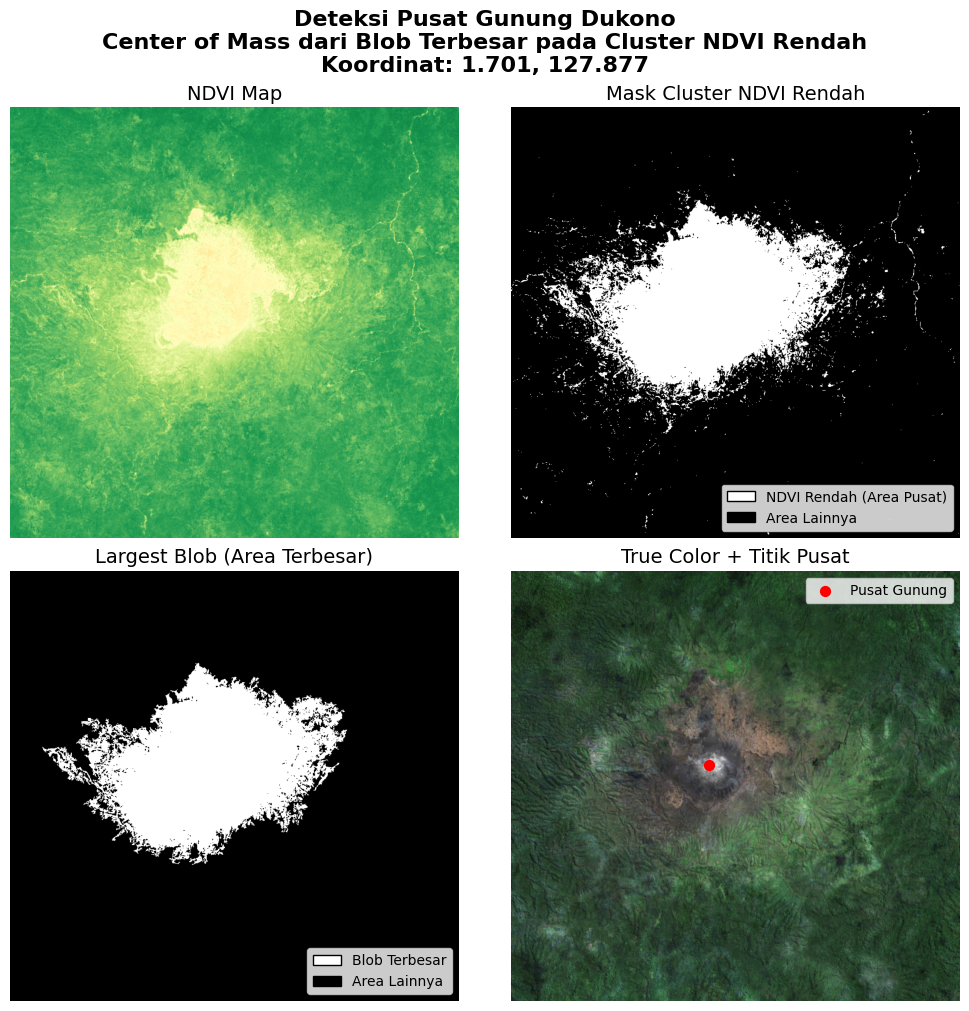 Deteksi Pusat Gunung Dukono
Center of Mass dari Blob Terbesar pada Cluster NDVI Rendah
Koordinat: 1.701, 127.877
NDVI Map
Mask Cluster NDVI Rendah
NDVI Rendah (Area Pusat)
Area Lainnya
Largest Blob (Area Terbesar)
True Color + Titik Pusat
Pusat Gunung
Blob Terbesar
Area Lainnya